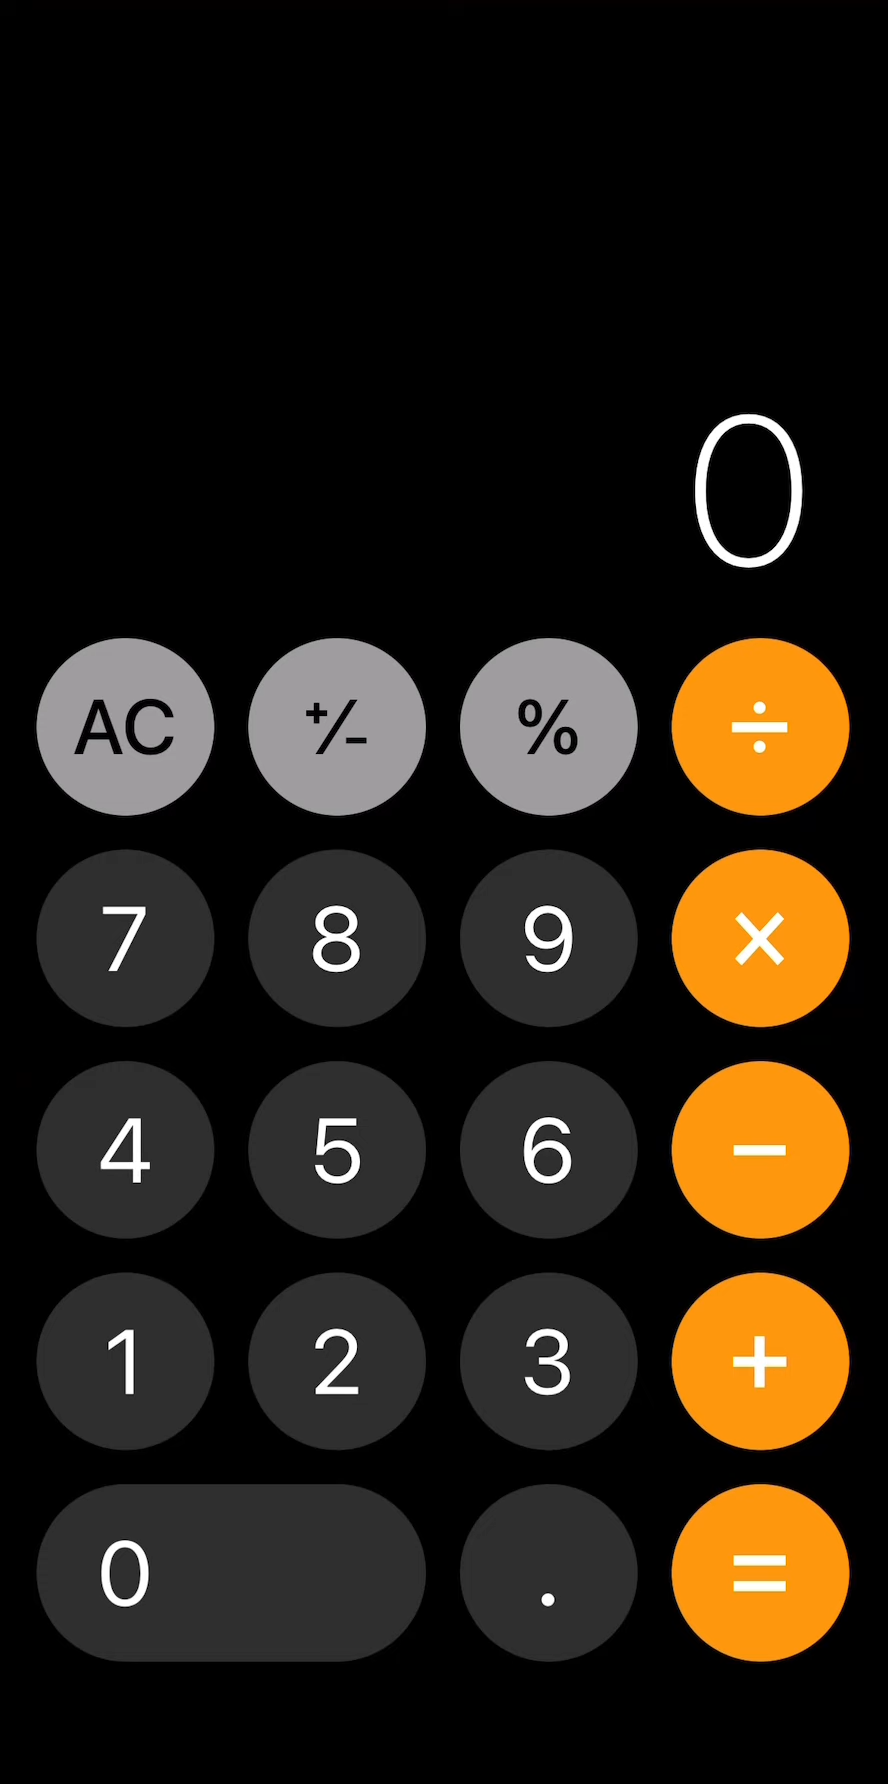 0
AC ⁺⁄₋ % ÷
7 8 9 ×
4 5 6 −
1 2 3 +
0 . =